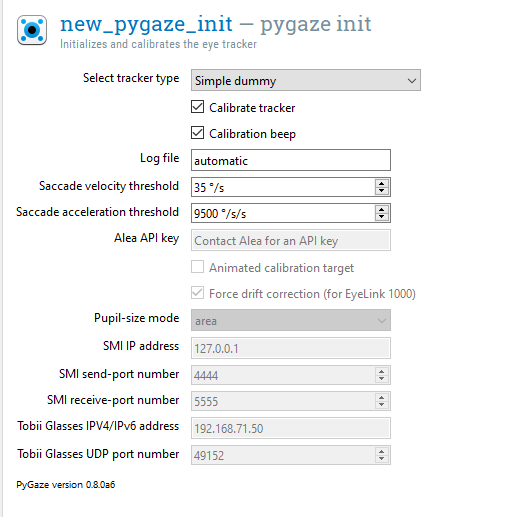 new_pygaze_init — pygaze init
Initializes and calibrates the eye tracker
Select tracker type Simple dummy
Calibrate tracker
Calibration beep
Log file automatic
Saccade velocity threshold 35 °/s
Saccade acceleration threshold 9500 °/s/s
Alea API key Contact Alea for an API key
Animated calibration target
Force drift correction (for EyeLink 1000)
Pupil-size mode area
SMI IP address 127.0.0.1
SMI send-port number 4444
SMI receive-port number 5555
Tobii Glasses IPV4/IPv6 address 192.168.71.50
Tobii Glasses UDP port number 49152
PyGaze version 0.8.0a6